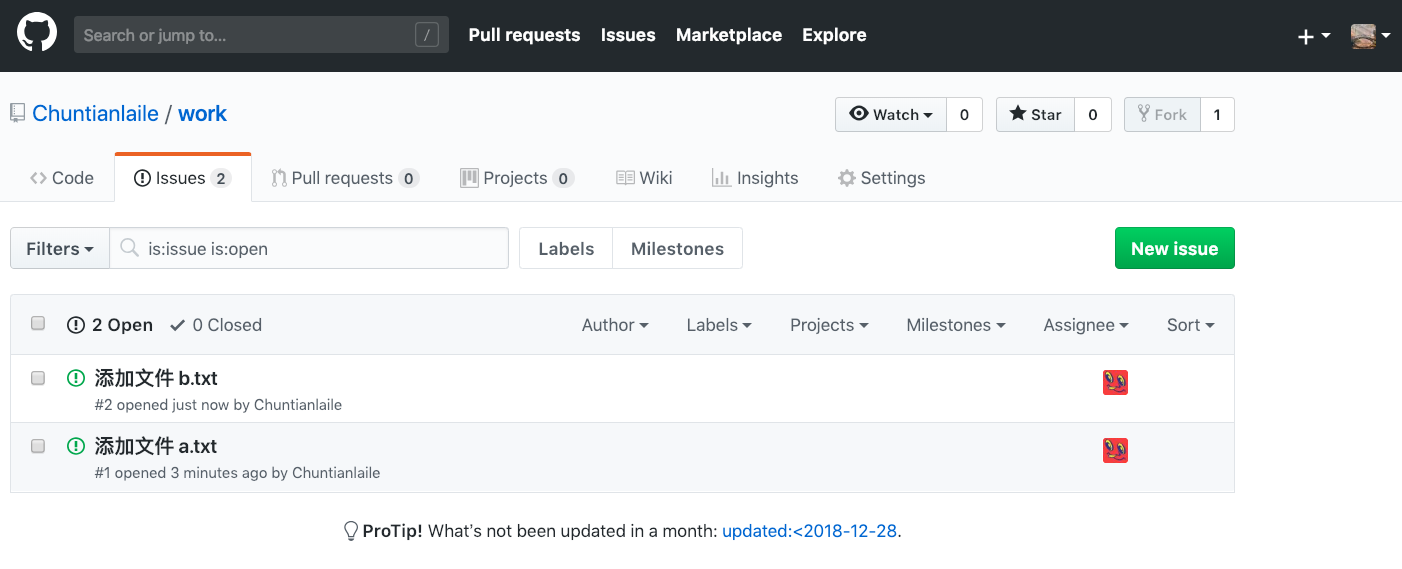 Search or jump to... /
Pull requests Issues Marketplace Explore
Chuntianlaile / work
Watch 0 Star 0 Fork 1
Code Issues 2 Pull requests 0 Projects 0 Wiki Insights Settings
Filters is:issue is:open Labels Milestones New issue
2 Open 0 Closed Author Labels Projects Milestones Assignee Sort
添加文件 b.txt
#2 opened just now by Chuntianlaile
添加文件 a.txt
#1 opened 3 minutes ago by Chuntianlaile
ProTip! What's not been updated in a month: updated:<2018-12-28.